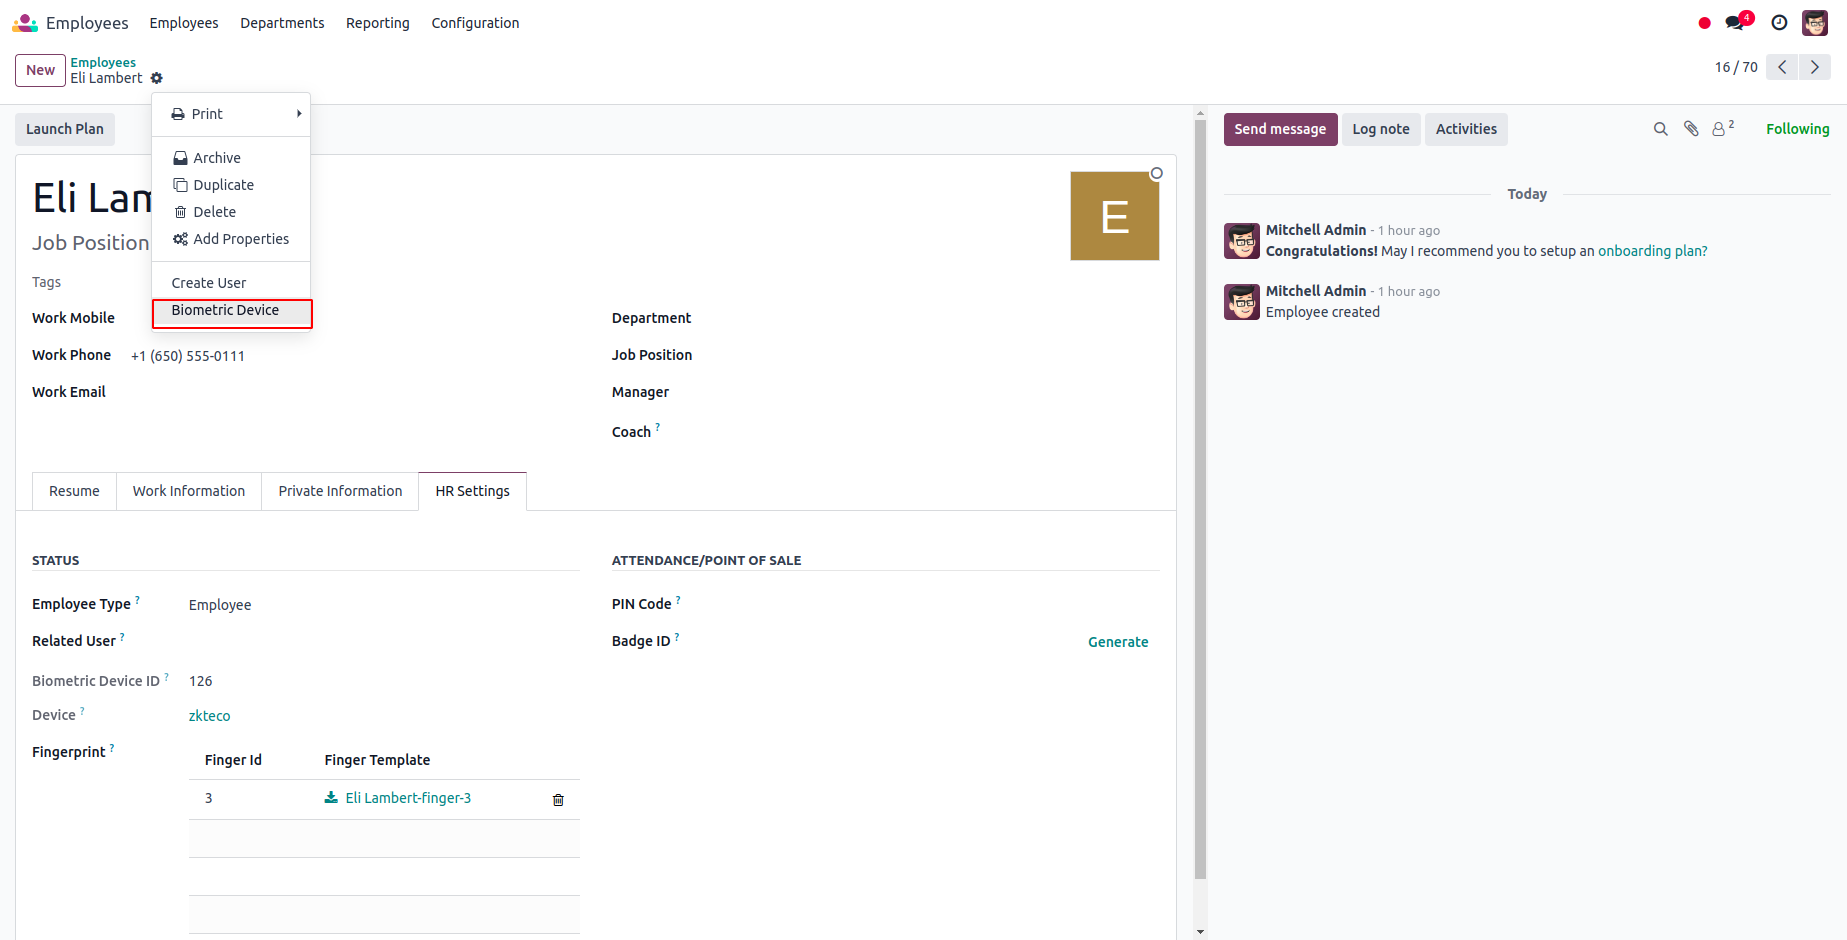 Employees Employees Departments Reporting Configuration 4
New Employees 16 / 70
Eli Lambert
Print
Launch Plan Send message Log note Activities 2 Following
Archive
Duplicate
Delete
Add Properties
Create User
Biometric Device
Eli Lam E
Job Position
Tags
Work Mobile Department
Work Phone +1 (650) 555-0111 Job Position
Work Email Manager
Coach ?
Today
Mitchell Admin - 1 hour ago
Congratulations! May I recommend you to setup an onboarding plan?
Mitchell Admin - 1 hour ago
Employee created
Resume Work Information Private Information HR Settings
STATUS ATTENDANCE/POINT OF SALE
Employee Type ? Employee PIN Code ?
Related User ? Badge ID ? Generate
Biometric Device ID ? 126
Device ? zkteco
Fingerprint ? Finger Id Finger Template
3 Eli Lambert-finger-3